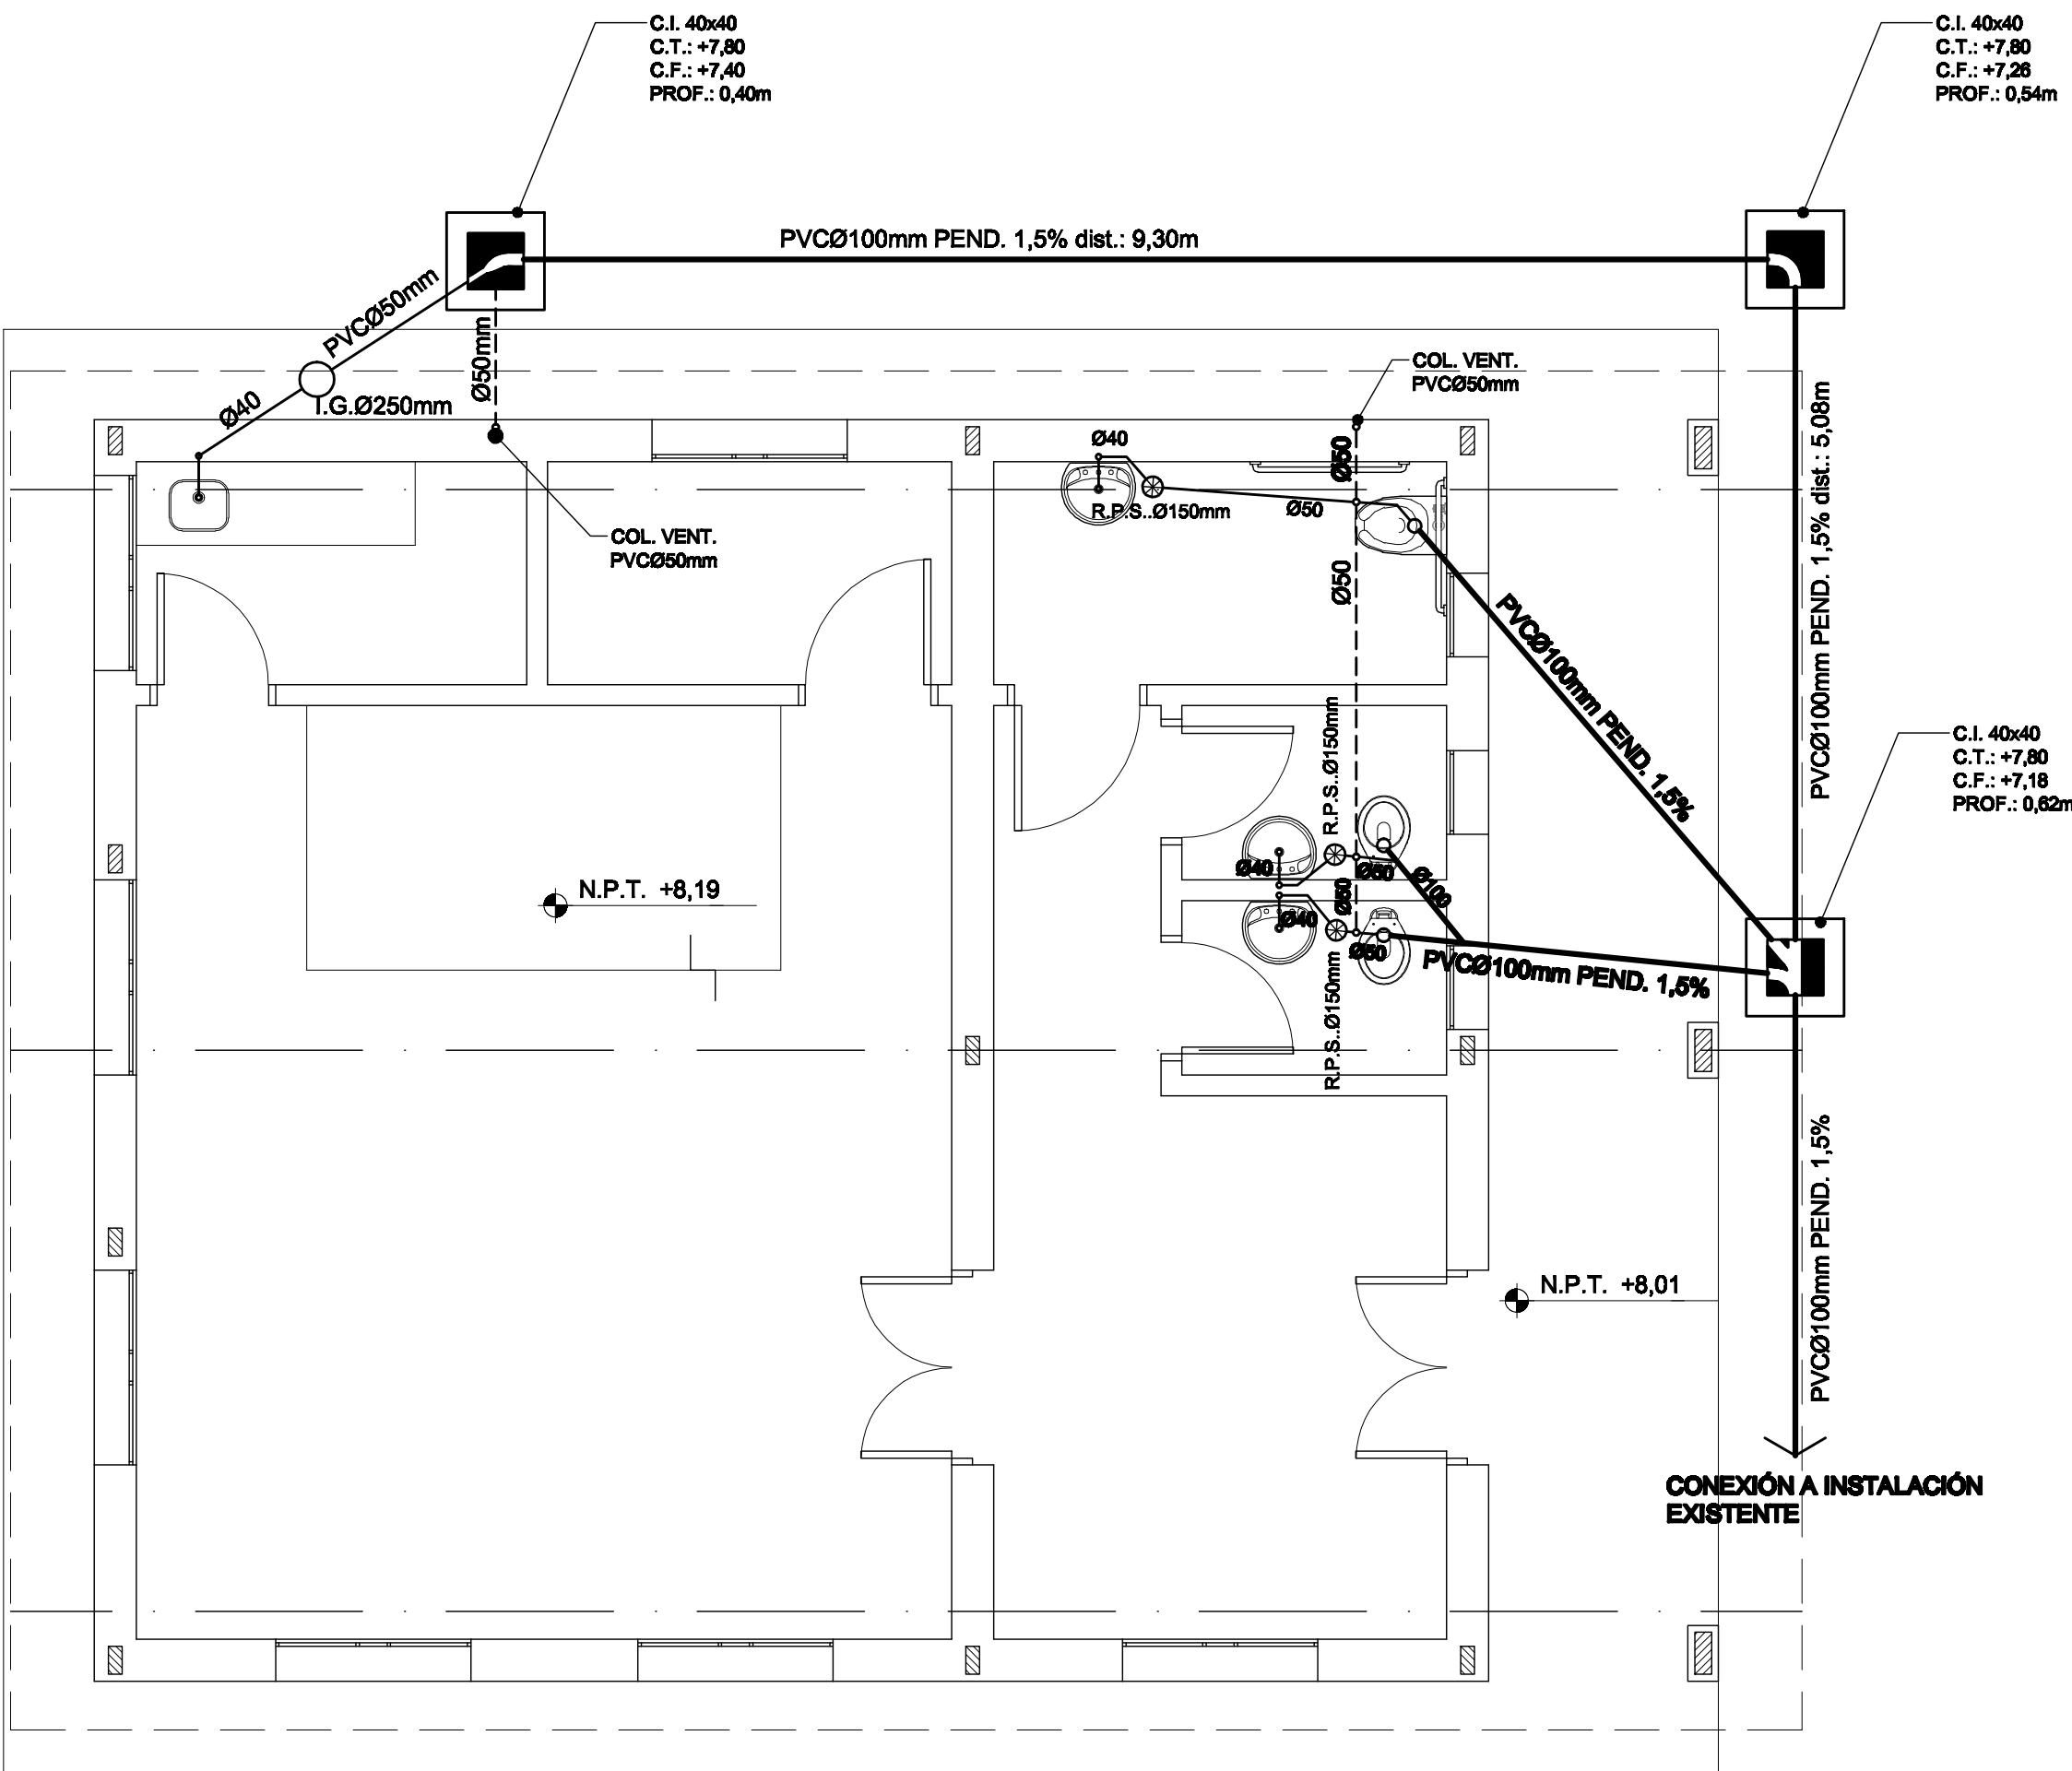 C.I. 40x40
C.T.: +7,80
C.F.: +7,40
PROF.: 0,40m
C.I. 40x40
C.T.: +7,80
C.F.: +7,26
PROF.: 0,54m
PVCØ100mm PEND. 1,5% dist.: 9,30m
PVCØ50mm
Ø50mm
Ø40
I.G.Ø250mm
COL. VENT.
PVCØ50mm
COL. VENT.
PVCØ50mm
Ø40
R.P.S..Ø150mm
Ø50
Ø50
Ø50
PVCØ100mm PEND. 1,5% dist.: 5,08m
PVCØ100mm PEND. 1,5%
C.I. 40x40
C.T.: +7,80
C.F.: +7,18
PROF.: 0,62m
R.P.S..Ø150mm
Ø40
Ø50
Ø100
Ø50
Ø40
Ø50
PVCØ100mm PEND. 1,5%
R.P.S..Ø150mm
N.P.T. +8,19
N.P.T. +8,01
PVCØ100mm PEND. 1,5%
CONEXIÓN A INSTALACIÓN
EXISTENTE